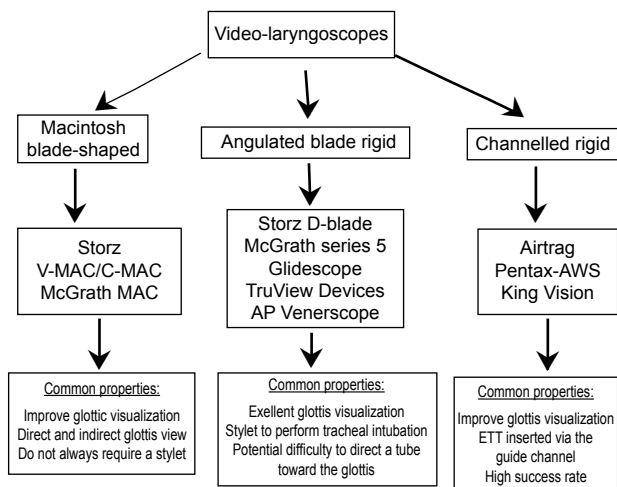 Video-laryngoscopes
Macintosh
blade-shaped
Angulated blade rigid
Channelled rigid
Storz
V-MAC/C-MAC
McGrath MAC
Storz D-blade
McGrath series 5
Glidescope
TruView Devices
AP Venerscope
Airtrag
Pentax-AWS
King Vision
Common properties:
Improve glottic visualization
Direct and indirect glottis view
Do not always require a stylet
Common properties:
Exellent glottis visualization
Stylet to perform tracheal intubation
Potential difficulty to direct a tube
toward the glottis
Common properties:
Improve glottis visualization
ETT inserted via the
guide channel
High success rate